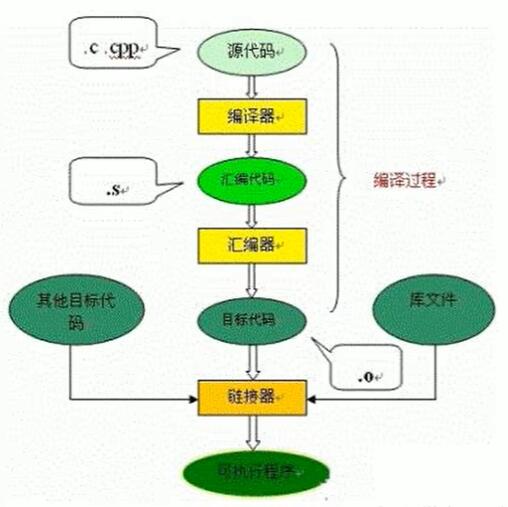 .c .cpp
源代码
编译器
汇编代码
.s
编译过程
汇编器
其他目标代
码
目标代码
库文件
.o
链接器
可执行程序